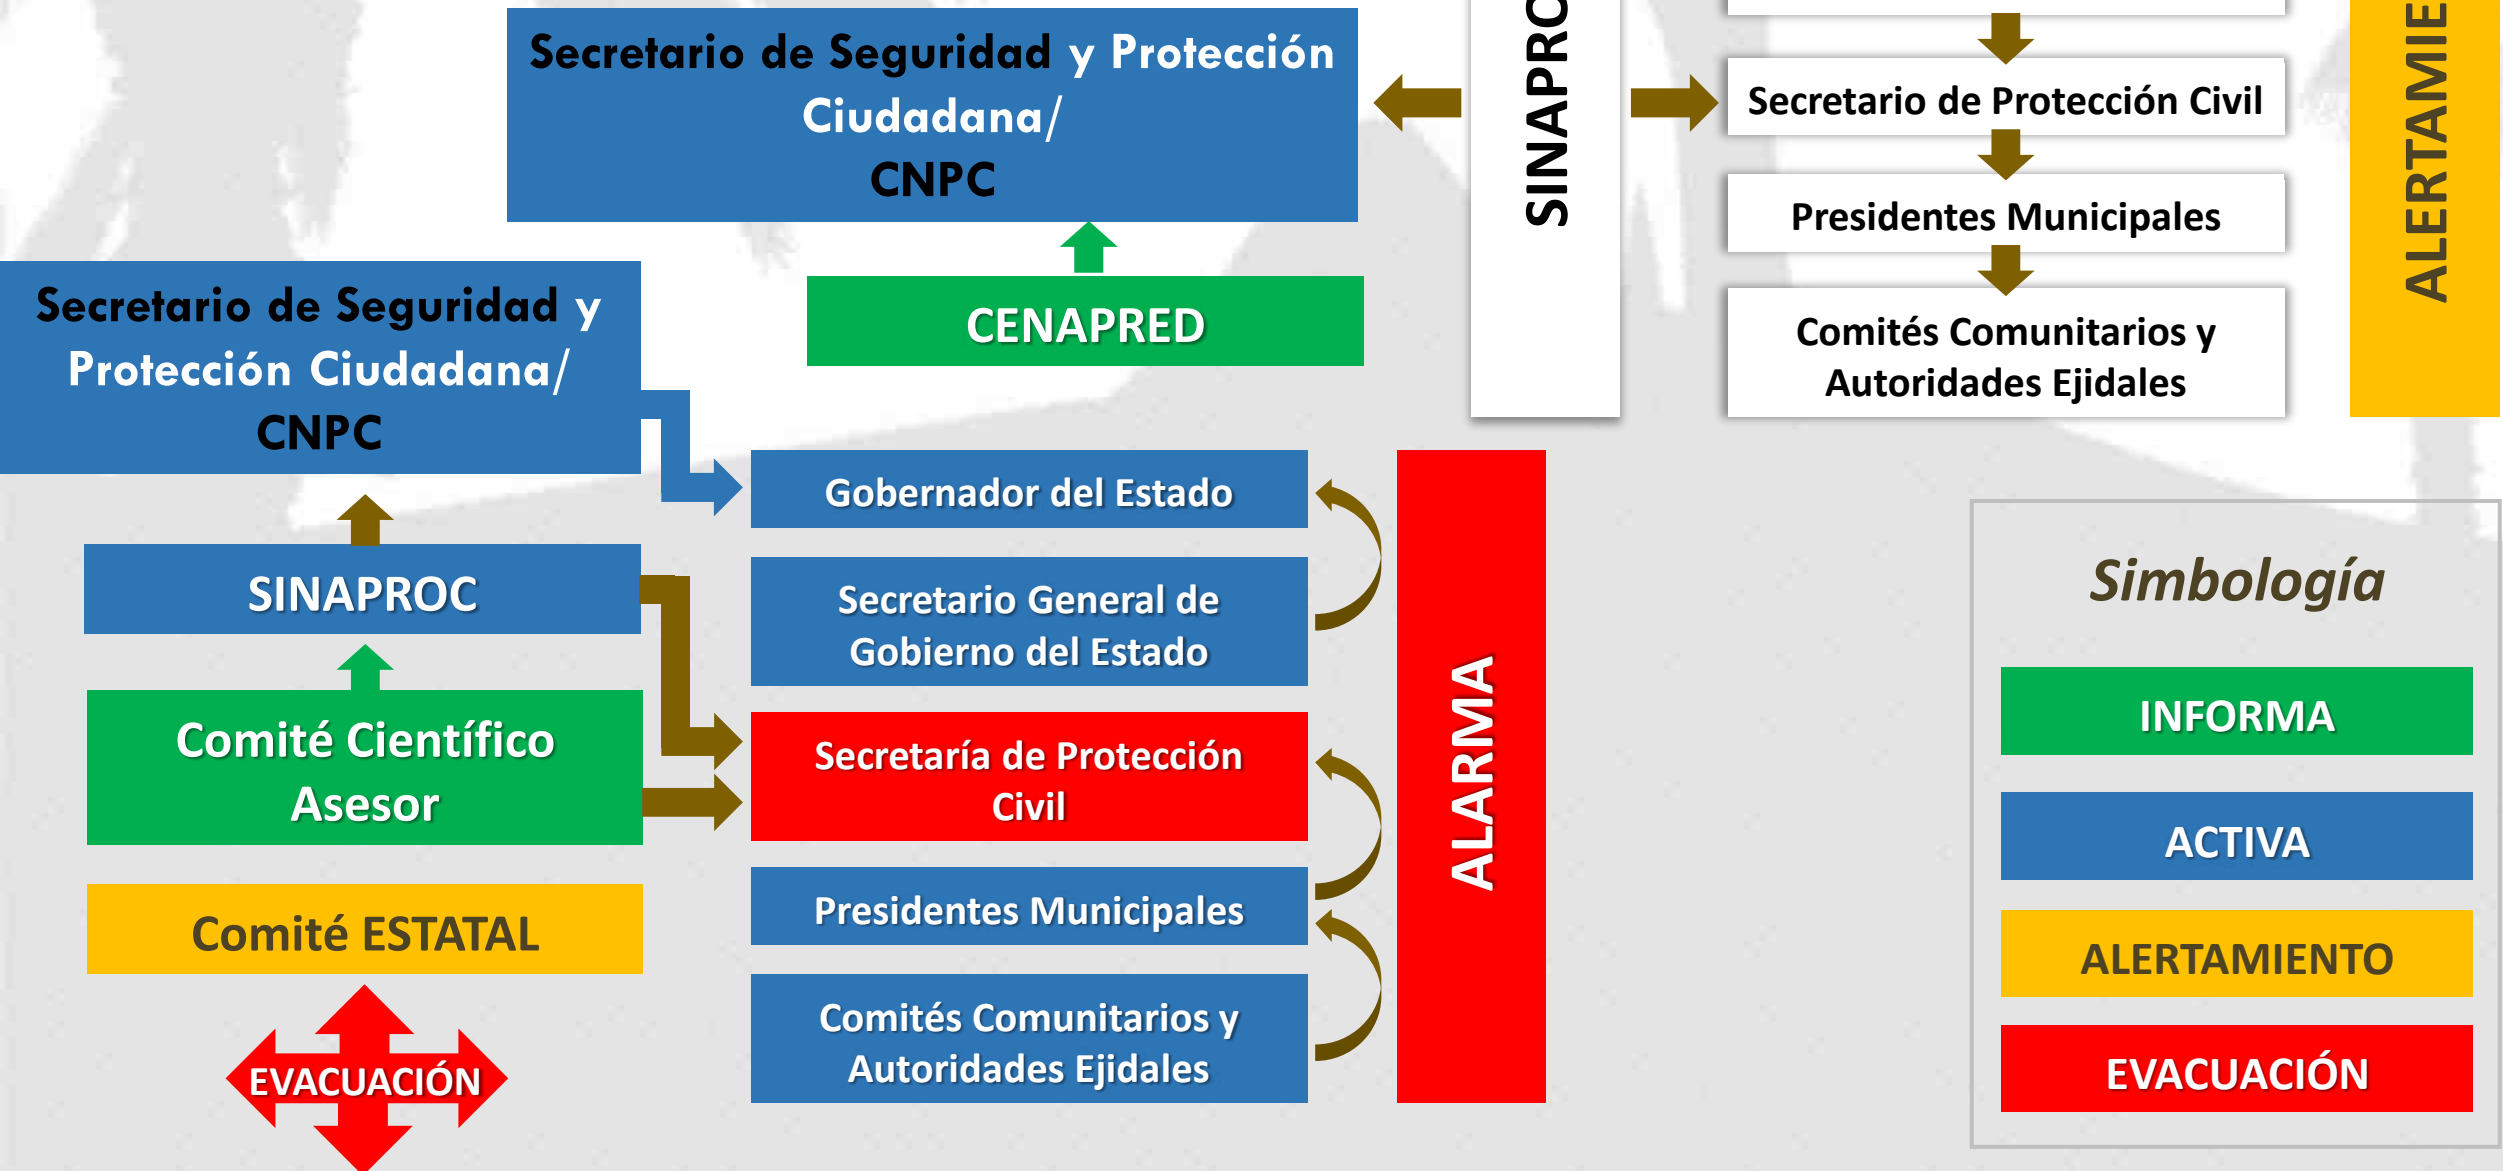 Secretario de Seguridad y Protección
Ciudadana/
CNPC
CENAPRED
SINAPRO
Secretario de Protección Civil
Presidentes Municipales
Comités Comunitarios y
Autoridades Ejidales
ALERTAMIE
Secretario de Seguridad y
Protección Ciudadana/
CNPC
SINAPROC
Comité Científico
Asesor
Comité ESTATAL
EVACUACIÓN
Gobernador del Estado
Secretario General de
Gobierno del Estado
Secretaría de Protección
Civil
Presidentes Municipales
Comités Comunitarios y
Autoridades Ejidales
ALARMA
Simbología
INFORMA
ACTIVA
ALERTAMIENTO
EVACUACIÓN